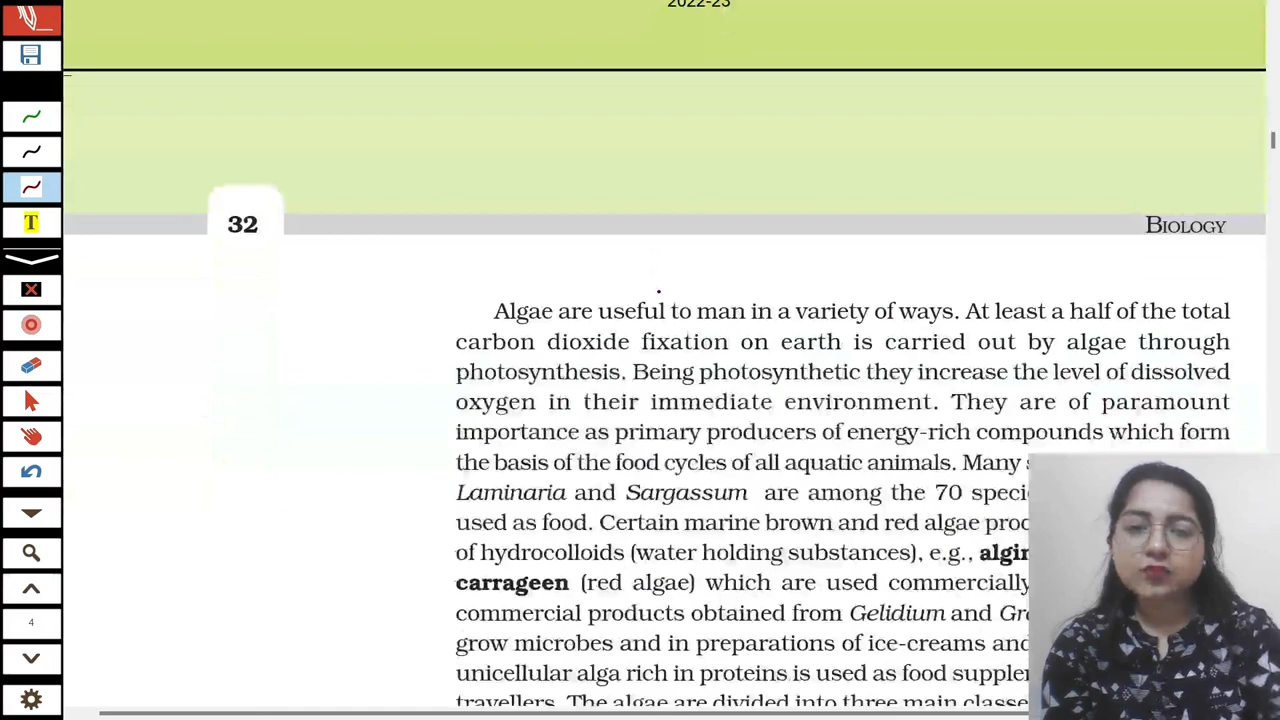 2022-23
32
BIOLOGY
Algae are useful to man in a variety of ways. At least a half of the total
carbon dioxide fixation on earth is carried out by algae through
photosynthesis. Being photosynthetic they increase the level of dissolved
oxygen in their immediate environment. They are of paramount
importance as primary producers of energy-rich compounds which form
the basis of the food cycles of all aquatic animals. Many
Laminaria and Sargassum are among the 70
used as food. Certain marine brown and red algae
of hydrocolloids (water holding substances), e.g.,
carrageen (red algae) which are used commercially
commercial products obtained from Gelidium and
grow microbes and in preparations of ice-creams and
unicellular alga rich in proteins is used as food
travellers. The algae are divided into three main
T
4